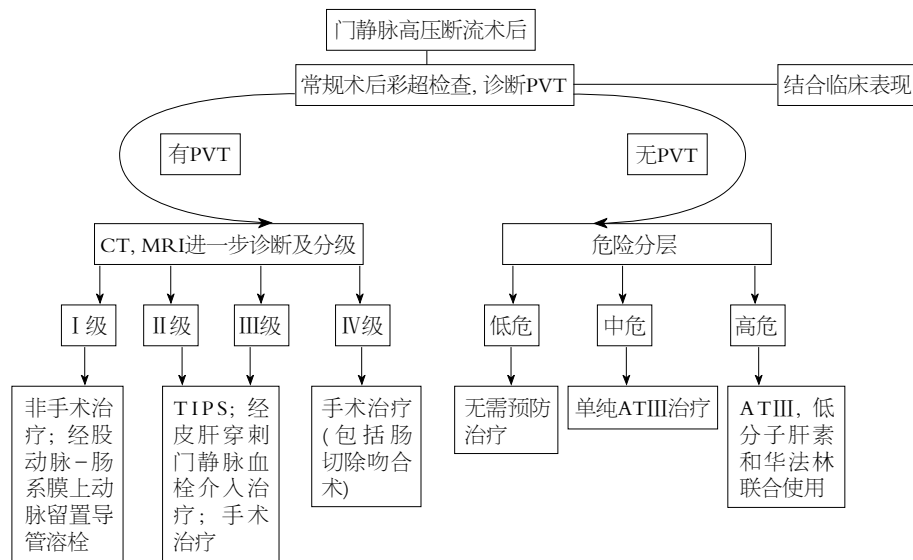 门静脉高压断流术后
常规术后彩超检查, 诊断PVT
结合临床表现
有PVT
无PVT
CT, MRI进一步诊断及分级
危险分层
Ⅰ级
Ⅱ级
Ⅲ级
Ⅳ级
低危
中危
高危
非手术治
疗；经股
动脉－肠
系膜上动
脉留置导
管溶栓
TIPS；经
皮肝穿刺
门静脉血
栓介入治
疗；手术
治疗
手术治疗
(包括肠
切除吻合
术)
无需预防
治疗
单纯ATⅢ治疗
ATⅢ, 低
分子肝素
和华法林
联合使用